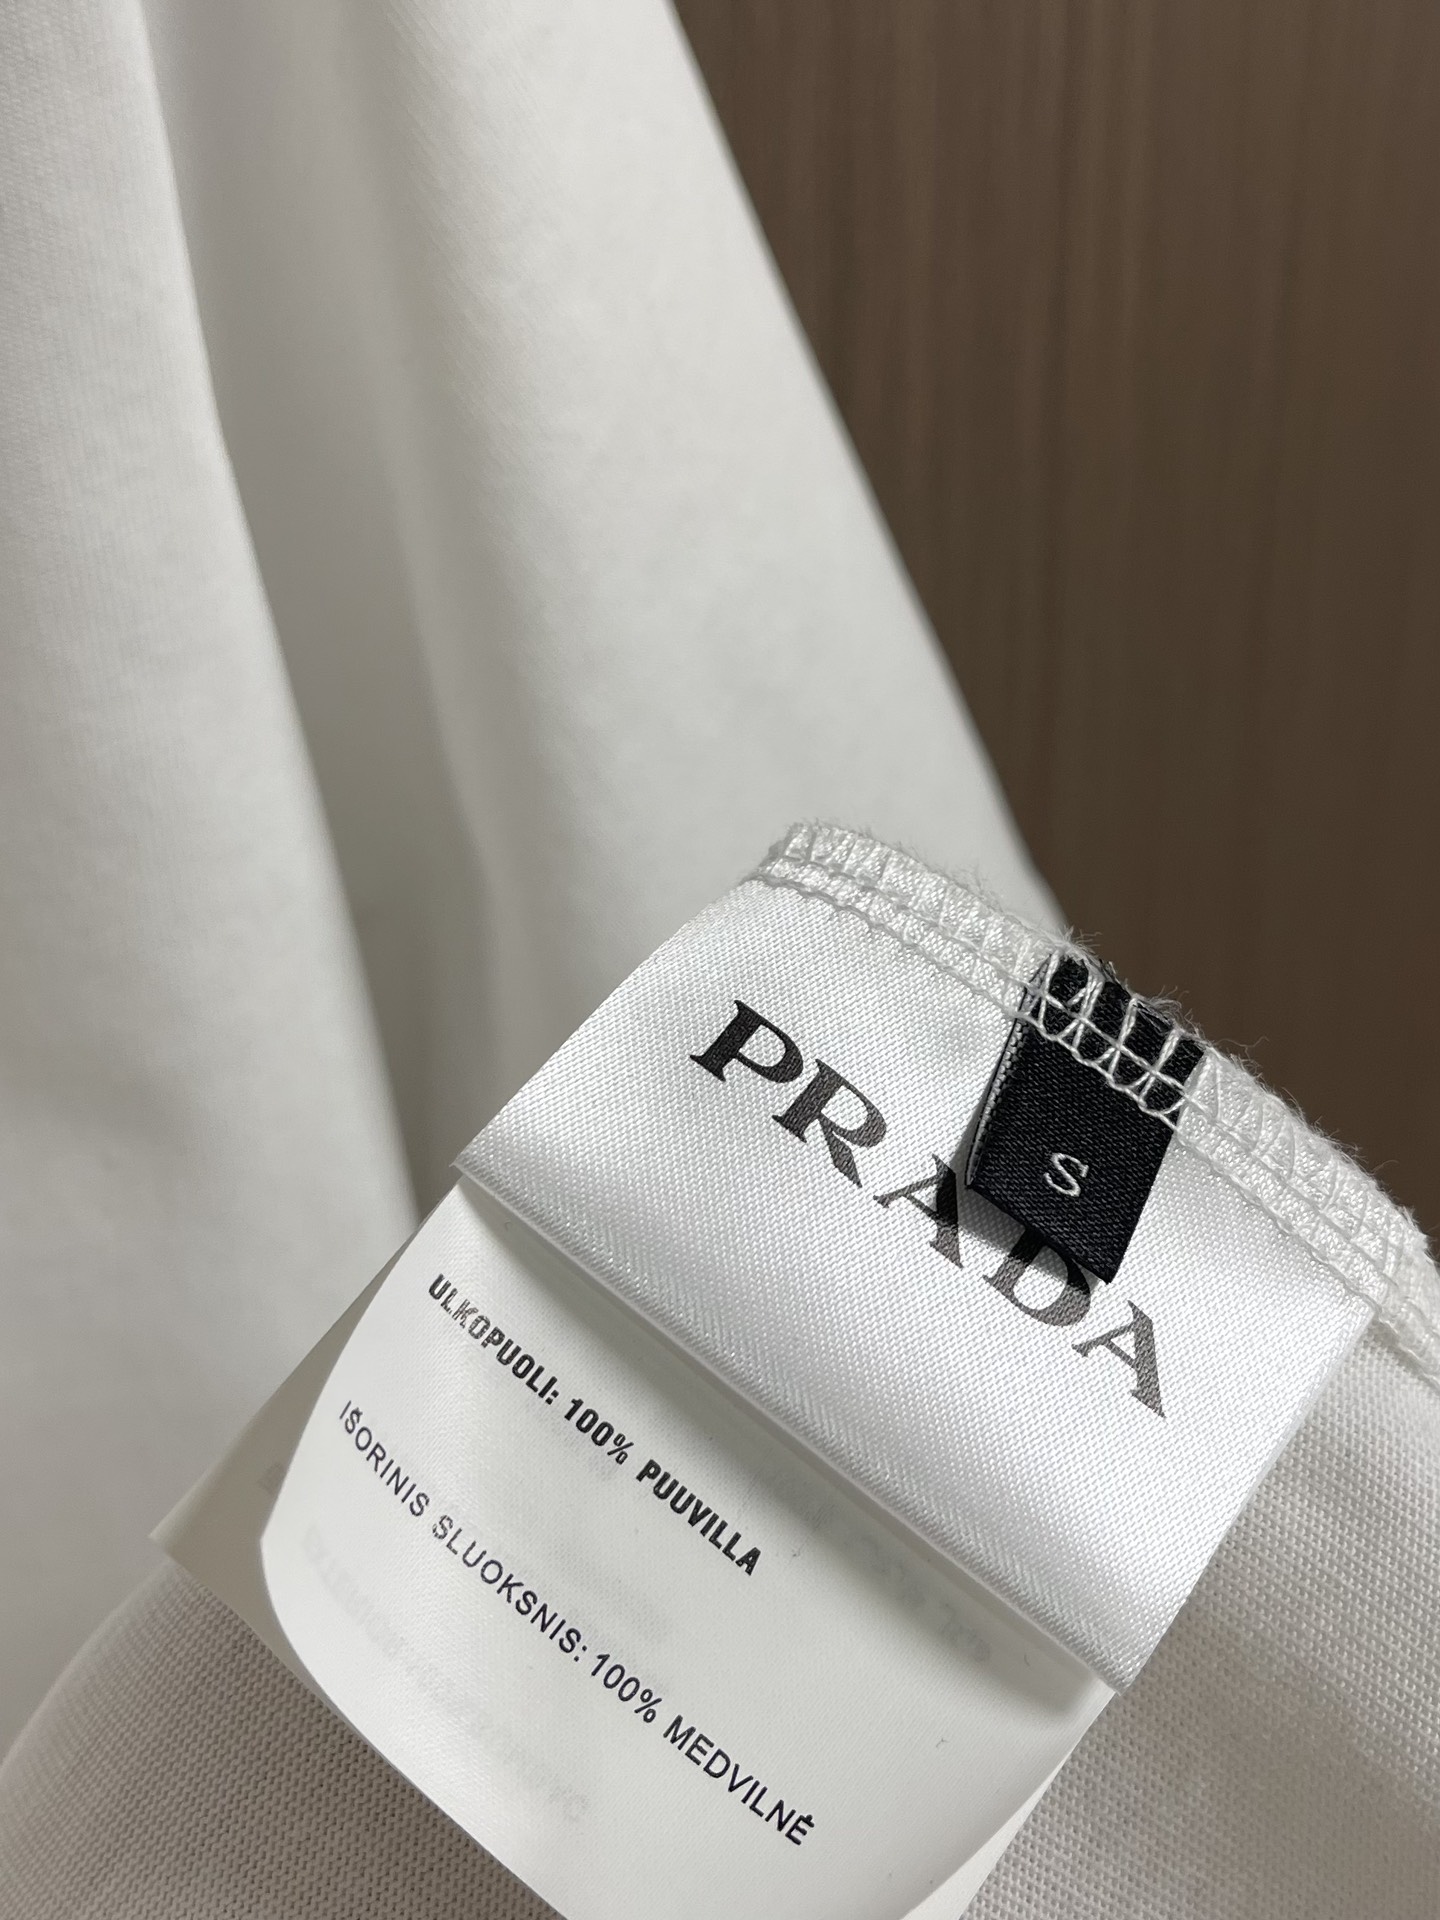 PRADA
S
ULKOPUOLI: 100% PUUVILLA
IŠORINIS SLUOKSNIS: 100% MEDVILNĖ